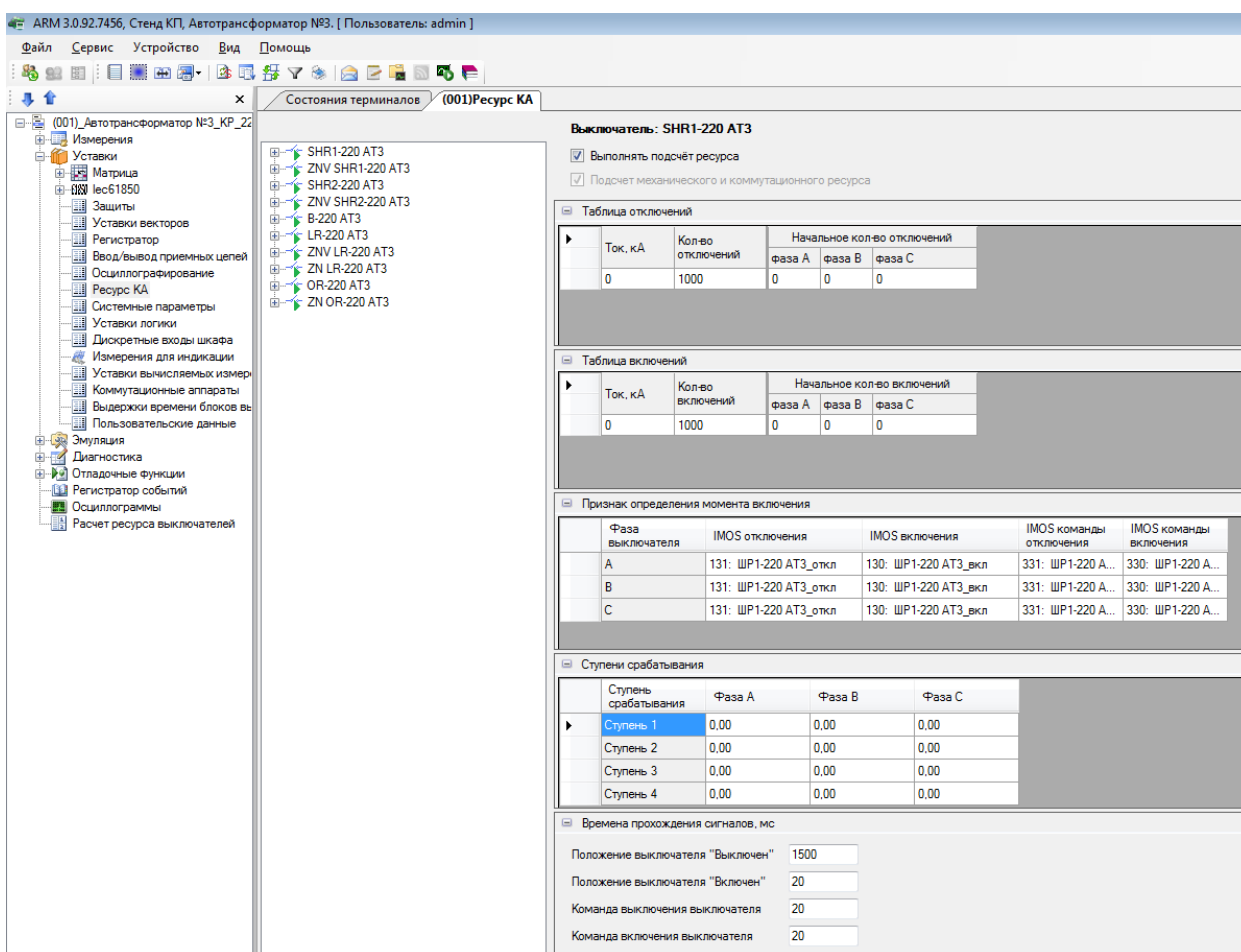 ARM 3.0.92.7456, Стенд КП, Автотрансформатор №3. [ Пользователь: admin ]
Файл Сервис Устройство Вид Помощь
Состояния терминалов (001)Ресурс КА
(001)_Автотрансформатор №3_KP_22
Измерения
Уставки
Матрица
Iec61850
Защиты
Уставки векторов
Регистратор
Ввод/вывод приемных цепей
Осциллографирование
Ресурс КА
Системные параметры
Уставки логики
Дискретные входы шкафа
Измерения для индикации
Уставки вычисляемых измер
Коммутационные аппараты
Выдержки времени блоков вь
Пользовательские данные
Эмуляция
Диагностика
Отладочные функции
Регистратор событий
Осциллограммы
Расчет ресурса выключателей
SHR1-220 AT3
ZNV SHR1-220 AT3
SHR2-220 AT3
ZNV SHR2-220 AT3
B-220 AT3
LR-220 AT3
ZNV LR-220 AT3
ZN LR-220 AT3
OR-220 AT3
ZN OR-220 AT3
Выключатель: SHR1-220 AT3
Выполнять подсчёт ресурса
Подсчет механического и коммутационного ресурса
Таблица отключений
Ток, кА Кол-во отключений Начальное кол-во отключений
фаза А фаза В фаза С
0 1000 0 0 0
Таблица включений
Ток, кА Кол-во включений Начальное кол-во включений
фаза А фаза В фаза С
0 1000 0 0 0
Признак определения момента включения
Фаза выключателя IMOS отключения IMOS включения IMOS команды отключения IMOS команды включения
A 131: ШР1-220 АТ3_откл 130: ШР1-220 АТ3_вкл 331: ШР1-220 А... 330: ШР1-220 А...
B 131: ШР1-220 АТ3_откл 130: ШР1-220 АТ3_вкл 331: ШР1-220 А... 330: ШР1-220 А...
C 131: ШР1-220 АТ3_откл 130: ШР1-220 АТ3_вкл 331: ШР1-220 А... 330: ШР1-220 А...
Ступени срабатывания
Ступень срабатывания Фаза А Фаза В Фаза С
Ступень 1 0,00 0,00 0,00
Ступень 2 0,00 0,00 0,00
Ступень 3 0,00 0,00 0,00
Ступень 4 0,00 0,00 0,00
Времена прохождения сигналов, мс
Положение выключателя "Выключен" 1500
Положение выключателя "Включен" 20
Команда выключения выключателя 20
Команда включения выключателя 20